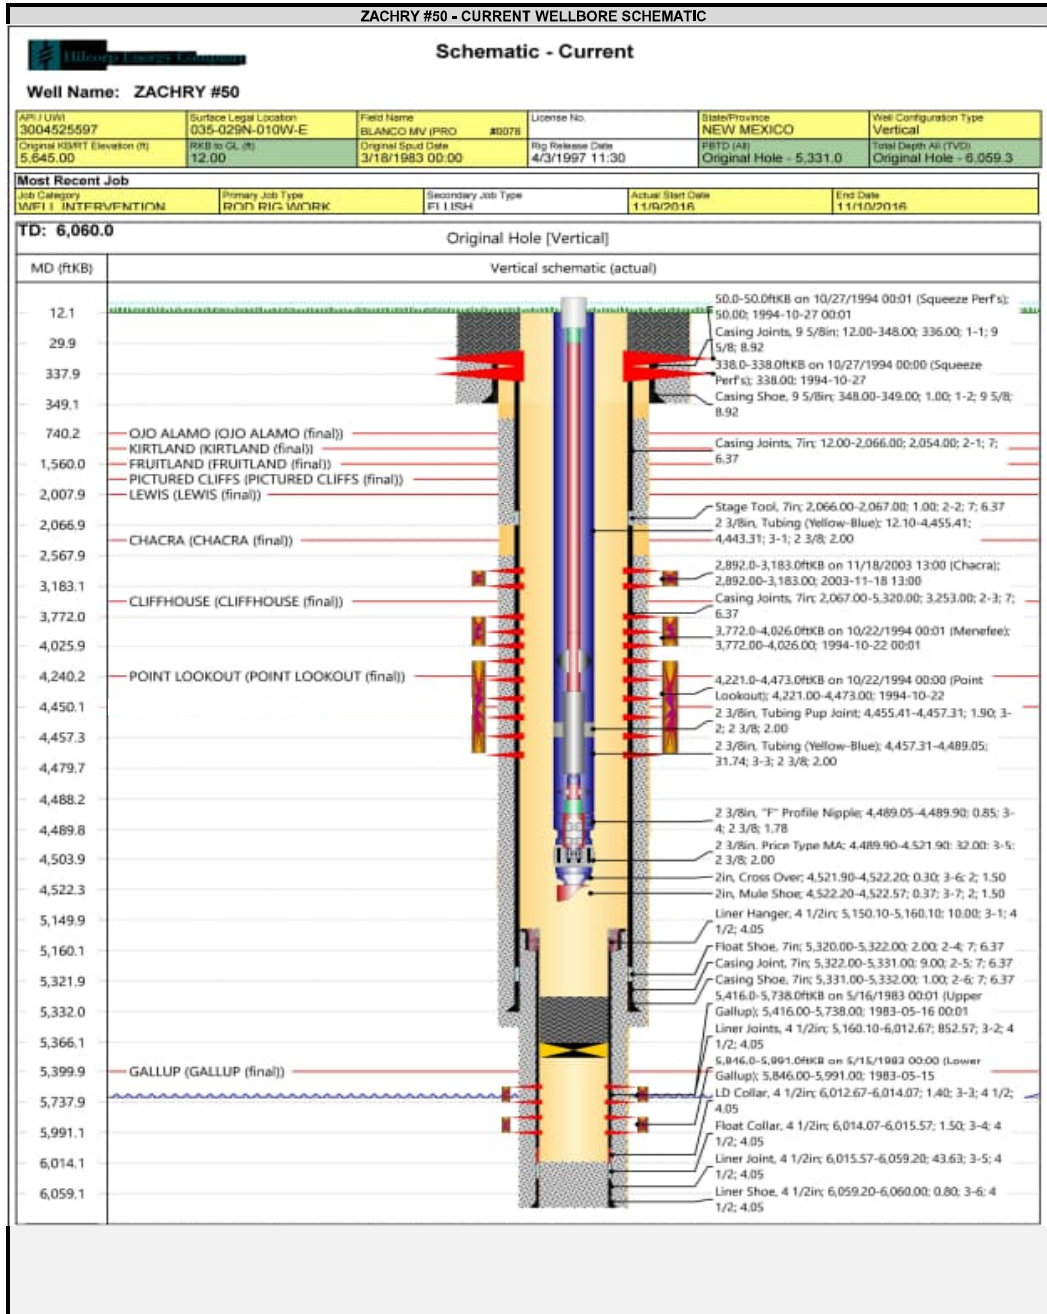 ZACHRY #50 - CURRENT WELLBORE SCHEMATIC
Hilcorp Energy Company
Schematic - Current
Well Name: ZACHRY #50
API / UWI
3004525597
Surface Legal Location
035-029N-010W-E
Field Name
BLANCO MV (PRO #0078
License No.
State/Province
NEW MEXICO
Well Configuration Type
Vertical
Original KB/RT Elevation (ft)
5,645.00
RKB to GL (ft)
12.00
Original Spud Date
3/18/1983 00:00
Rig Release Date
4/3/1997 11:30
PBTD (All)
Original Hole - 5,331.0
Total Depth All (TVD)
Original Hole - 6,059.3
Most Recent Job
Job Category
WELL INTERVENTION
Primary Job Type
ROD RIG WORK
Secondary Job Type
FLUSH
Actual Start Date
11/9/2016
End Date
11/10/2016
TD: 6,060.0
Original Hole [Vertical]
MD (ftKB)
Vertical schematic (actual)
12.1
29.9
337.9
349.1
740.2
1,560.0
2,007.9
2,066.9
2,567.9
3,183.1
3,772.0
4,025.9
4,240.2
4,450.1
4,457.3
4,479.7
4,488.2
4,489.8
4,503.9
4,522.3
5,149.9
5,160.1
5,321.9
5,332.0
5,366.1
5,399.9
5,737.9
5,991.1
6,014.1
6,059.1
OJO ALAMO (OJO ALAMO (final))
KIRTLAND (KIRTLAND (final))
FRUITLAND (FRUITLAND (final))
PICTURED CLIFFS (PICTURED CLIFFS (final))
LEWIS (LEWIS (final))
CHACRA (CHACRA (final))
CLIFFHOUSE (CLIFFHOUSE (final))
POINT LOOKOUT (POINT LOOKOUT (final))
GALLUP (GALLUP (final))
50.0-50.0ftKB on 10/27/1994 00:01 (Squeeze Perf's);
50.00; 1994-10-27 00:01
Casing Joints, 9 5/8in; 12.00-348.00; 336.00; 1-1; 9
5/8; 8.92
338.0-338.0ftKB on 10/27/1994 00:00 (Squeeze
Perf's); 338.00; 1994-10-27
Casing Shoe, 9 5/8in; 348.00-349.00; 1.00; 1-2; 9 5/8;
8.92
Casing Joints, 7in; 12.00-2,066.00; 2,054.00; 2-1; 7;
6.37
Stage Tool, 7in; 2,066.00-2,067.00; 1.00; 2-2; 7; 6.37
2 3/8in, Tubing (Yellow-Blue); 12.10-4,455.41;
4,443.31; 3-1; 2 3/8; 2.00
2,892.0-3,183.0ftKB on 11/18/2003 13:00 (Chacra);
2,892.00-3,183.00; 2003-11-18 13:00
Casing Joints, 7in; 2,067.00-5,320.00; 3,253.00; 2-3; 7;
6.37
3,772.0-4,026.0ftKB on 10/22/1994 00:01 (Menefee);
3,772.00-4,026.00; 1994-10-22 00:01
4,221.0-4,473.0ftKB on 10/22/1994 00:00 (Point
Lookout); 4,221.00-4,473.00; 1994-10-22
2 3/8in, Tubing Pup Joint; 4,455.41-4,457.31; 1.90; 3-
2; 2 3/8; 2.00
2 3/8in, Tubing (Yellow-Blue); 4,457.31-4,489.05;
31.74; 3-3; 2 3/8; 2.00
2 3/8in, "F" Profile Nipple; 4,489.05-4,489.90; 0.85; 3-
4; 2 3/8; 1.78
2 3/8in, Price Type MA; 4,489.90-4,521.90; 32.00; 3-5;
2 3/8; 2.00
2in, Cross Over; 4,521.90-4,522.20; 0.30; 3-6; 2; 1.50
2in, Mule Shoe; 4,522.20-4,522.57; 0.37; 3-7; 2; 1.50
Liner Hanger, 4 1/2in; 5,150.10-5,160.10; 10.00; 3-1; 4
1/2; 4.05
Float Shoe, 7in; 5,320.00-5,322.00; 2.00; 2-4; 7; 6.37
Casing Joint, 7in; 5,322.00-5,331.00; 9.00; 2-5; 7; 6.37
Casing Shoe, 7in; 5,331.00-5,332.00; 1.00; 2-6; 7; 6.37
5,416.0-5,738.0ftKB on 5/16/1983 00:01 (Upper
Gallup); 5,416.00-5,738.00; 1983-05-16 00:01
Liner Joints, 4 1/2in; 5,160.10-6,012.67; 852.57; 3-2; 4
1/2; 4.05
5,846.0-5,991.0ftKB on 5/15/1983 00:00 (Lower
Gallup); 5,846.00-5,991.00; 1983-05-15
LD Collar, 4 1/2in; 6,012.67-6,014.07; 1.40; 3-3; 4 1/2;
4.05
Float Collar, 4 1/2in; 6,014.07-6,015.57; 1.50; 3-4; 4
1/2; 4.05
Liner Joint, 4 1/2in; 6,015.57-6,059.20; 43.63; 3-5; 4
1/2; 4.05
Liner Shoe, 4 1/2in; 6,059.20-6,060.00; 0.80; 3-6; 4
1/2; 4.05